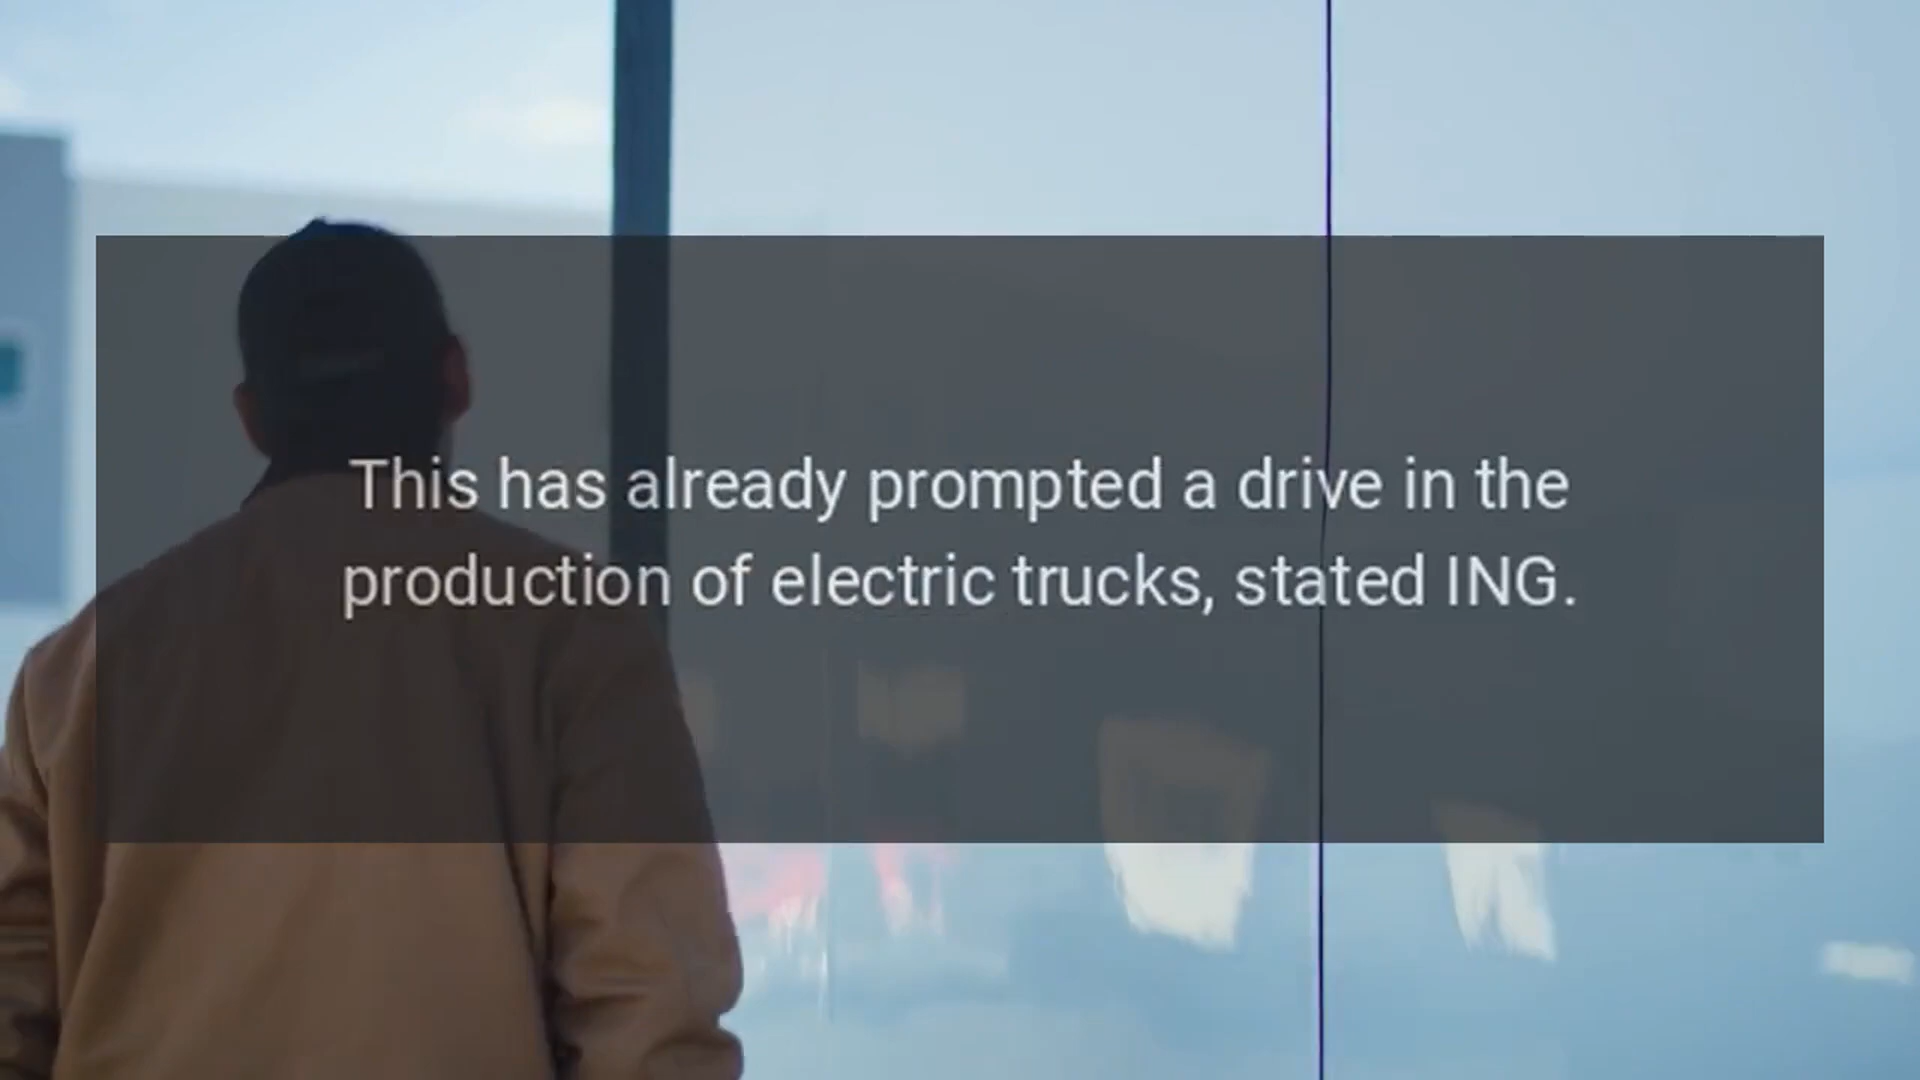 This has already prompted a drive in the
production of electric trucks, stated ING.